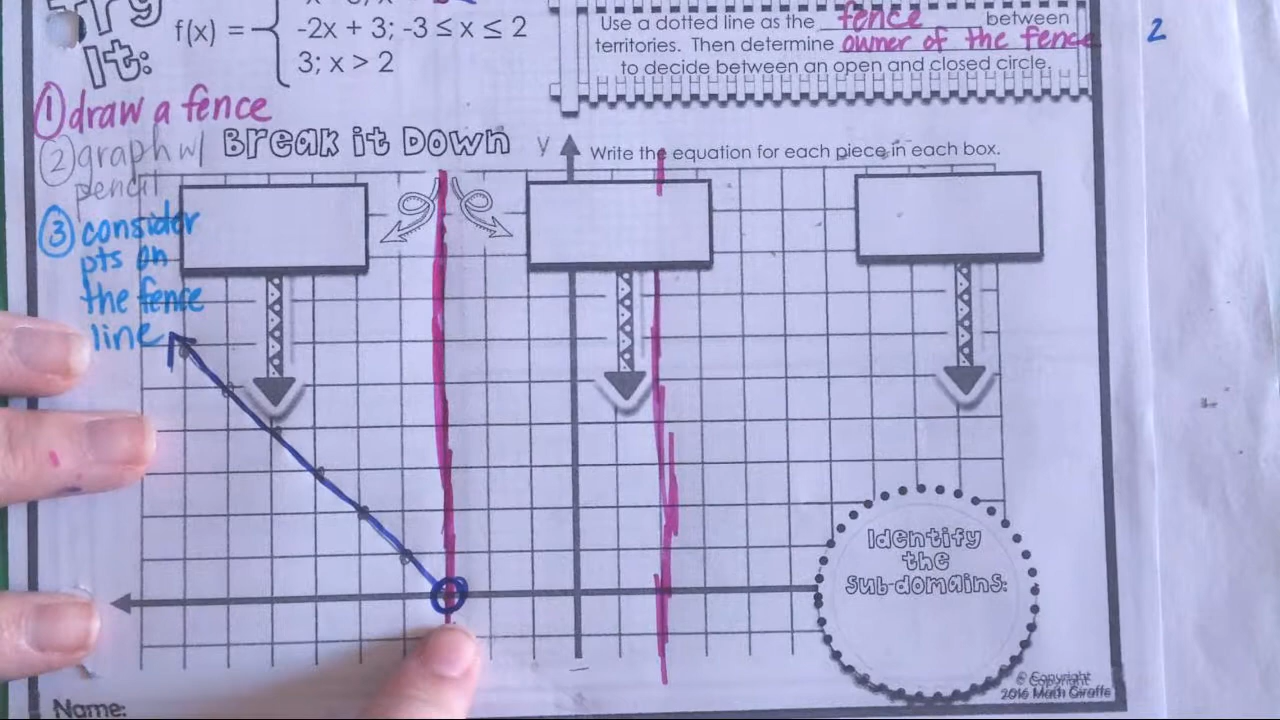 Try
It:
f(x) =
-2x + 3; -3 ≤ x ≤ 2
3; x > 2
Use a dotted line as the fence between
territories. Then determine owner of the fence
to decide between an open and closed circle.
2
① draw a fence
② graph w/
pencil
③ consider
pts on
the fence
line
Break it Down
y
Write the equation for each piece in each box.
Identify
the
sub-domains:
© Copyright
2016 Math Giraffe
Name: